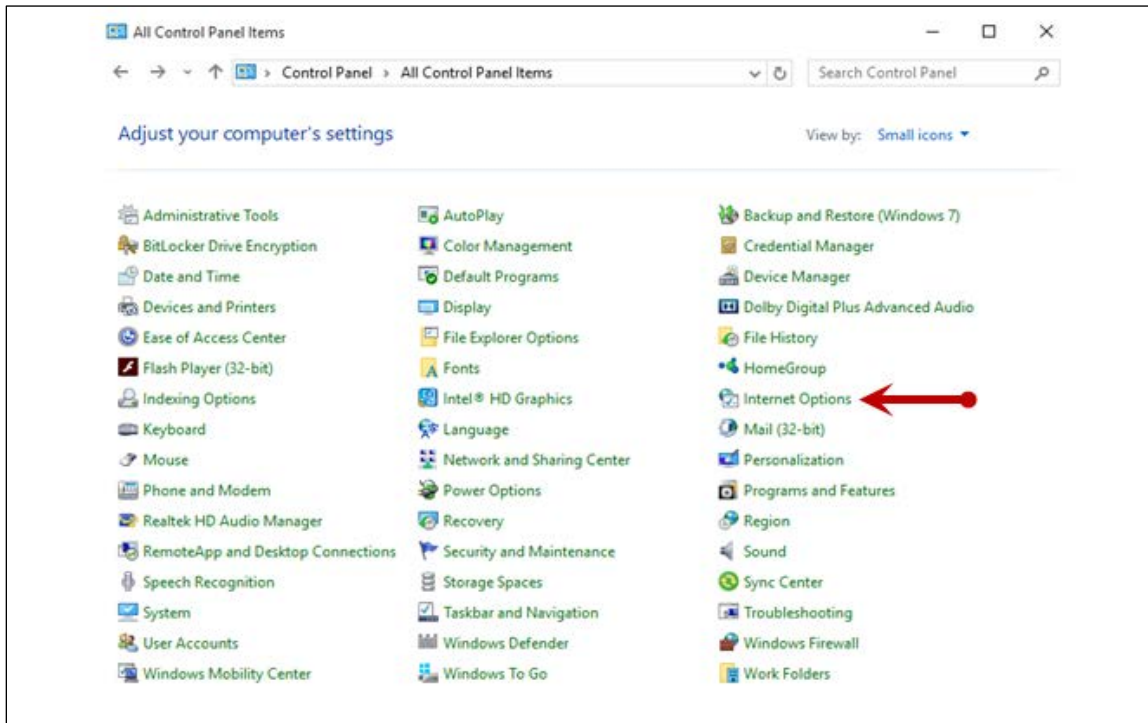 All Control Panel Items
Control Panel > All Control Panel Items
Search Control Panel
Adjust your computer's settings
View by: Small icons
Administrative Tools
AutoPlay
Backup and Restore (Windows 7)
BitLocker Drive Encryption
Color Management
Credential Manager
Date and Time
Default Programs
Device Manager
Devices and Printers
Display
Dolby Digital Plus Advanced Audio
Ease of Access Center
File Explorer Options
File History
Flash Player (32-bit)
Fonts
HomeGroup
Indexing Options
Intel® HD Graphics
Internet Options
Keyboard
Language
Mail (32-bit)
Mouse
Network and Sharing Center
Personalization
Phone and Modem
Power Options
Programs and Features
Realtek HD Audio Manager
Recovery
Region
RemoteApp and Desktop Connections
Security and Maintenance
Sound
Speech Recognition
Storage Spaces
Sync Center
System
Taskbar and Navigation
Troubleshooting
User Accounts
Windows Defender
Windows Firewall
Windows Mobility Center
Windows To Go
Work Folders